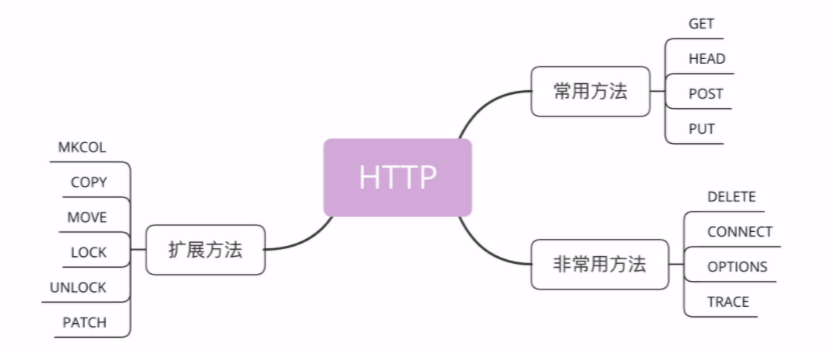 HTTP
常用方法
GET
HEAD
POST
PUT
非常用方法
DELETE
CONNECT
OPTIONS
TRACE
扩展方法
MKCOL
COPY
MOVE
LOCK
UNLOCK
PATCH